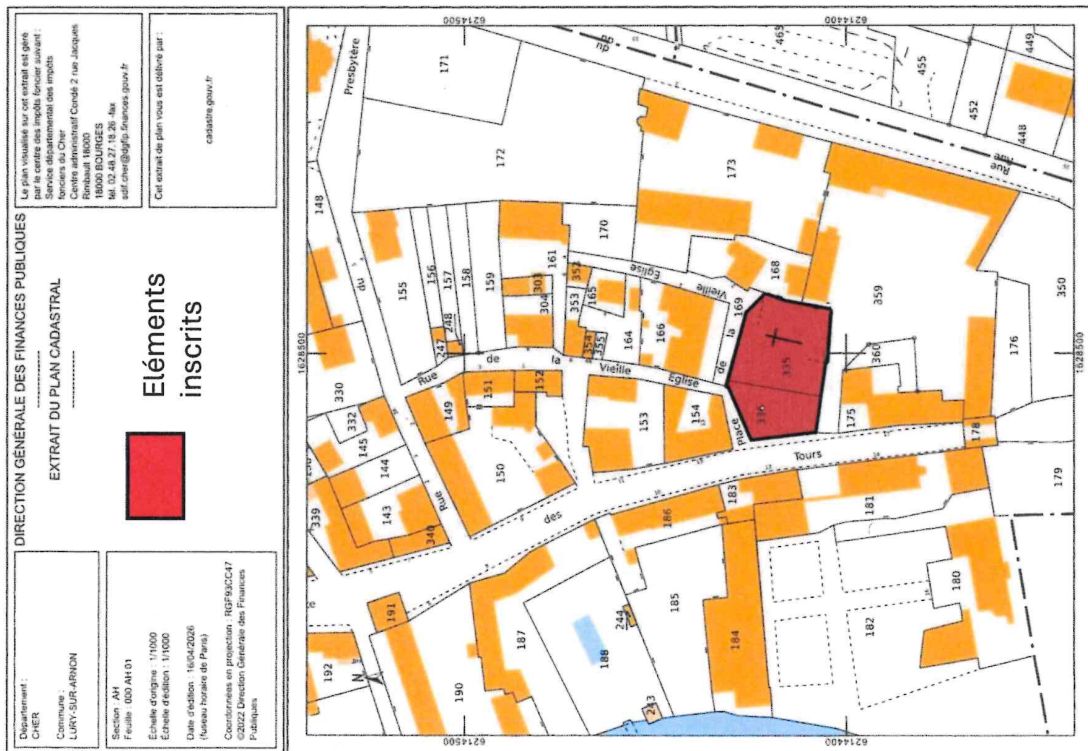 Département :
CHER
Commune :
LURY-SUR-ARNON
Section : AH
Feuille : 000 AH 01
Échelle d'origine : 1/1000
Échelle d'édition : 1/1000
Date d'édition : 16/04/2026
(fuseau horaire de Paris)
Coordonnées en projection : RGF93CC47
©2022 Direction Générale des Finances
Publiques
DIRECTION GÉNÉRALE DES FINANCES PUBLIQUES
EXTRAIT DU PLAN CADASTRAL
Eléments
inscrits
Le plan visualisé sur cet extrait est géré
par le centre des impôts foncier suivant :
Service départemental des impôts
fonciers du Cher
Centre administratif Condé 2 rue Jacques
Rimbault 18000
18000 BOURGES
tél. 02.48.27.18.26 -fax
sdif.cher@dgfip.finances.gouv.fr
Cet extrait de plan vous est délivré par :
cadastre.gouv.fr
1628500
1628500
6214500
6214500
6214400
6214400
Rue du Presbytère
Rue de la Vieille Eglise
Vieille Eglise
Place de la
des Tours
Rue du
Rue du
N
148
171
172
155
156
157
158
159
247
248
330
332
145
144
143
339
340
149
150
151
152
161
303
304
352
353
354
355
165
164
166
170
169
168
173
153
154
335
175
359
360
350
176
178
179
180
181
182
183
184
185
186
187
188
190
191
192
243
244
463
455
452
448
449